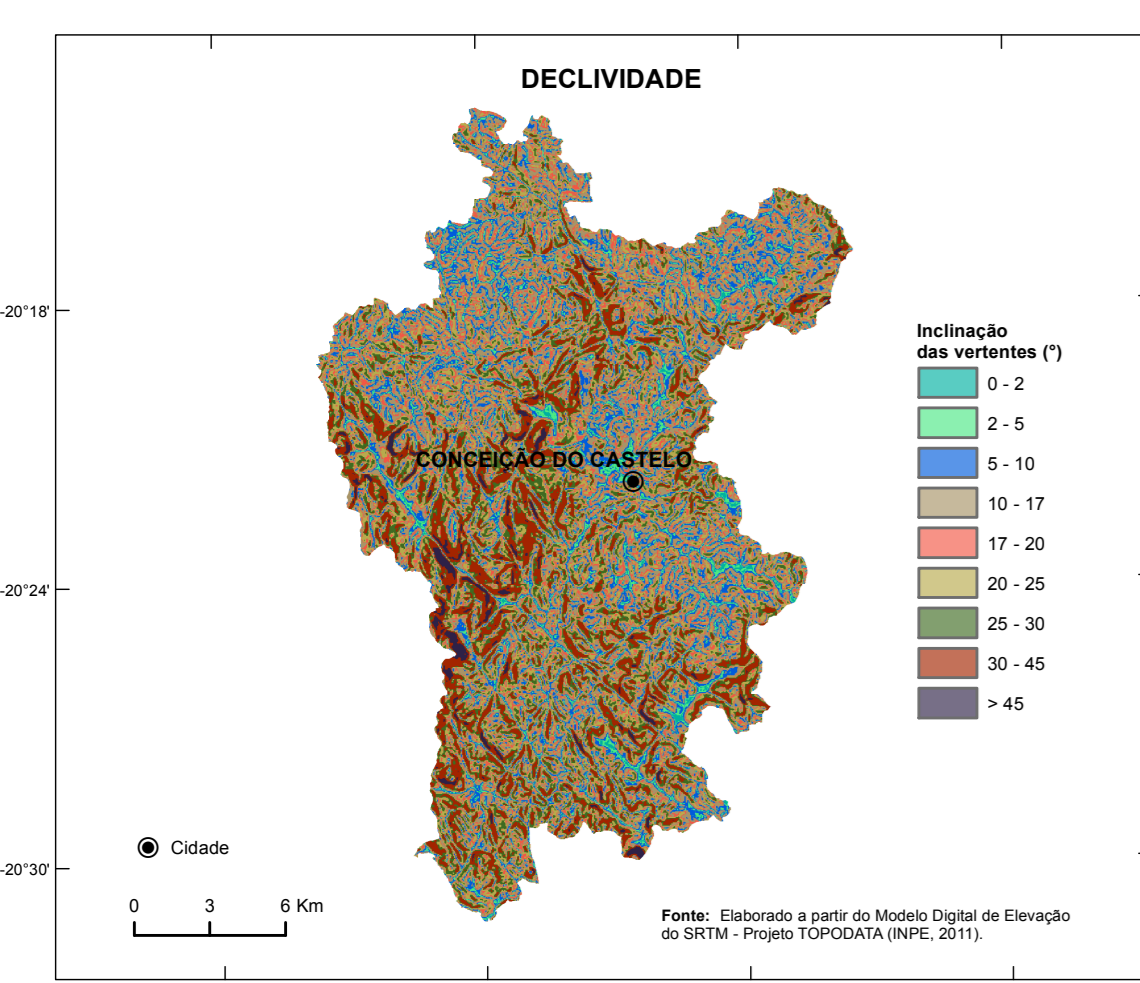 DECLIVIDADE
-20°18'
Inclinação
das vertentes (°)
0 - 2
2 - 5
5 - 10
CONCEIÇÃO DO CASTELO
10 - 17
17 - 20
-20°24'
20 - 25
25 - 30
30 - 45
> 45
Cidade
-20°30'
0 3 6 Km
Fonte: Elaborado a partir do Modelo Digital de Elevação
do SRTM - Projeto TOPODATA (INPE, 2011).